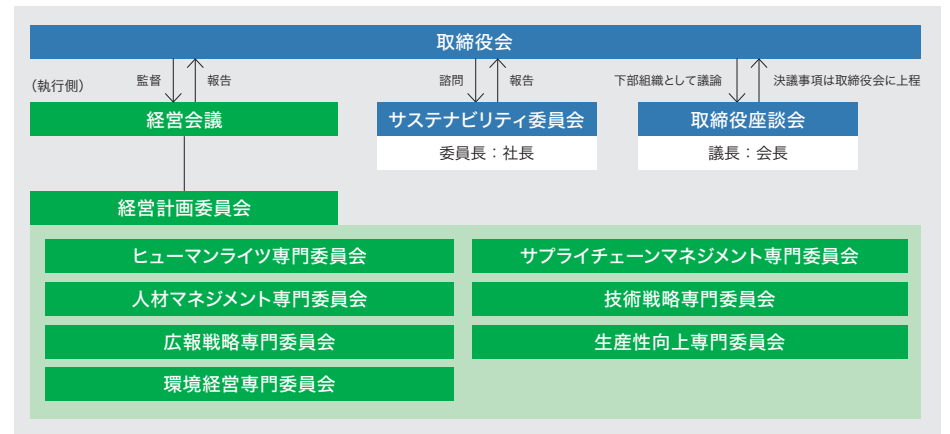 取締役会
(執行側)
監督
報告
諮問
報告
下部組織として議論
決議事項は取締役会に上程
経営会議
サステナビリティ委員会
取締役座談会
委員長：社長
議長：会長
経営計画委員会
ヒューマンライツ専門委員会
サプライチェーンマネジメント専門委員会
人材マネジメント専門委員会
技術戦略専門委員会
広報戦略専門委員会
生産性向上専門委員会
環境経営専門委員会